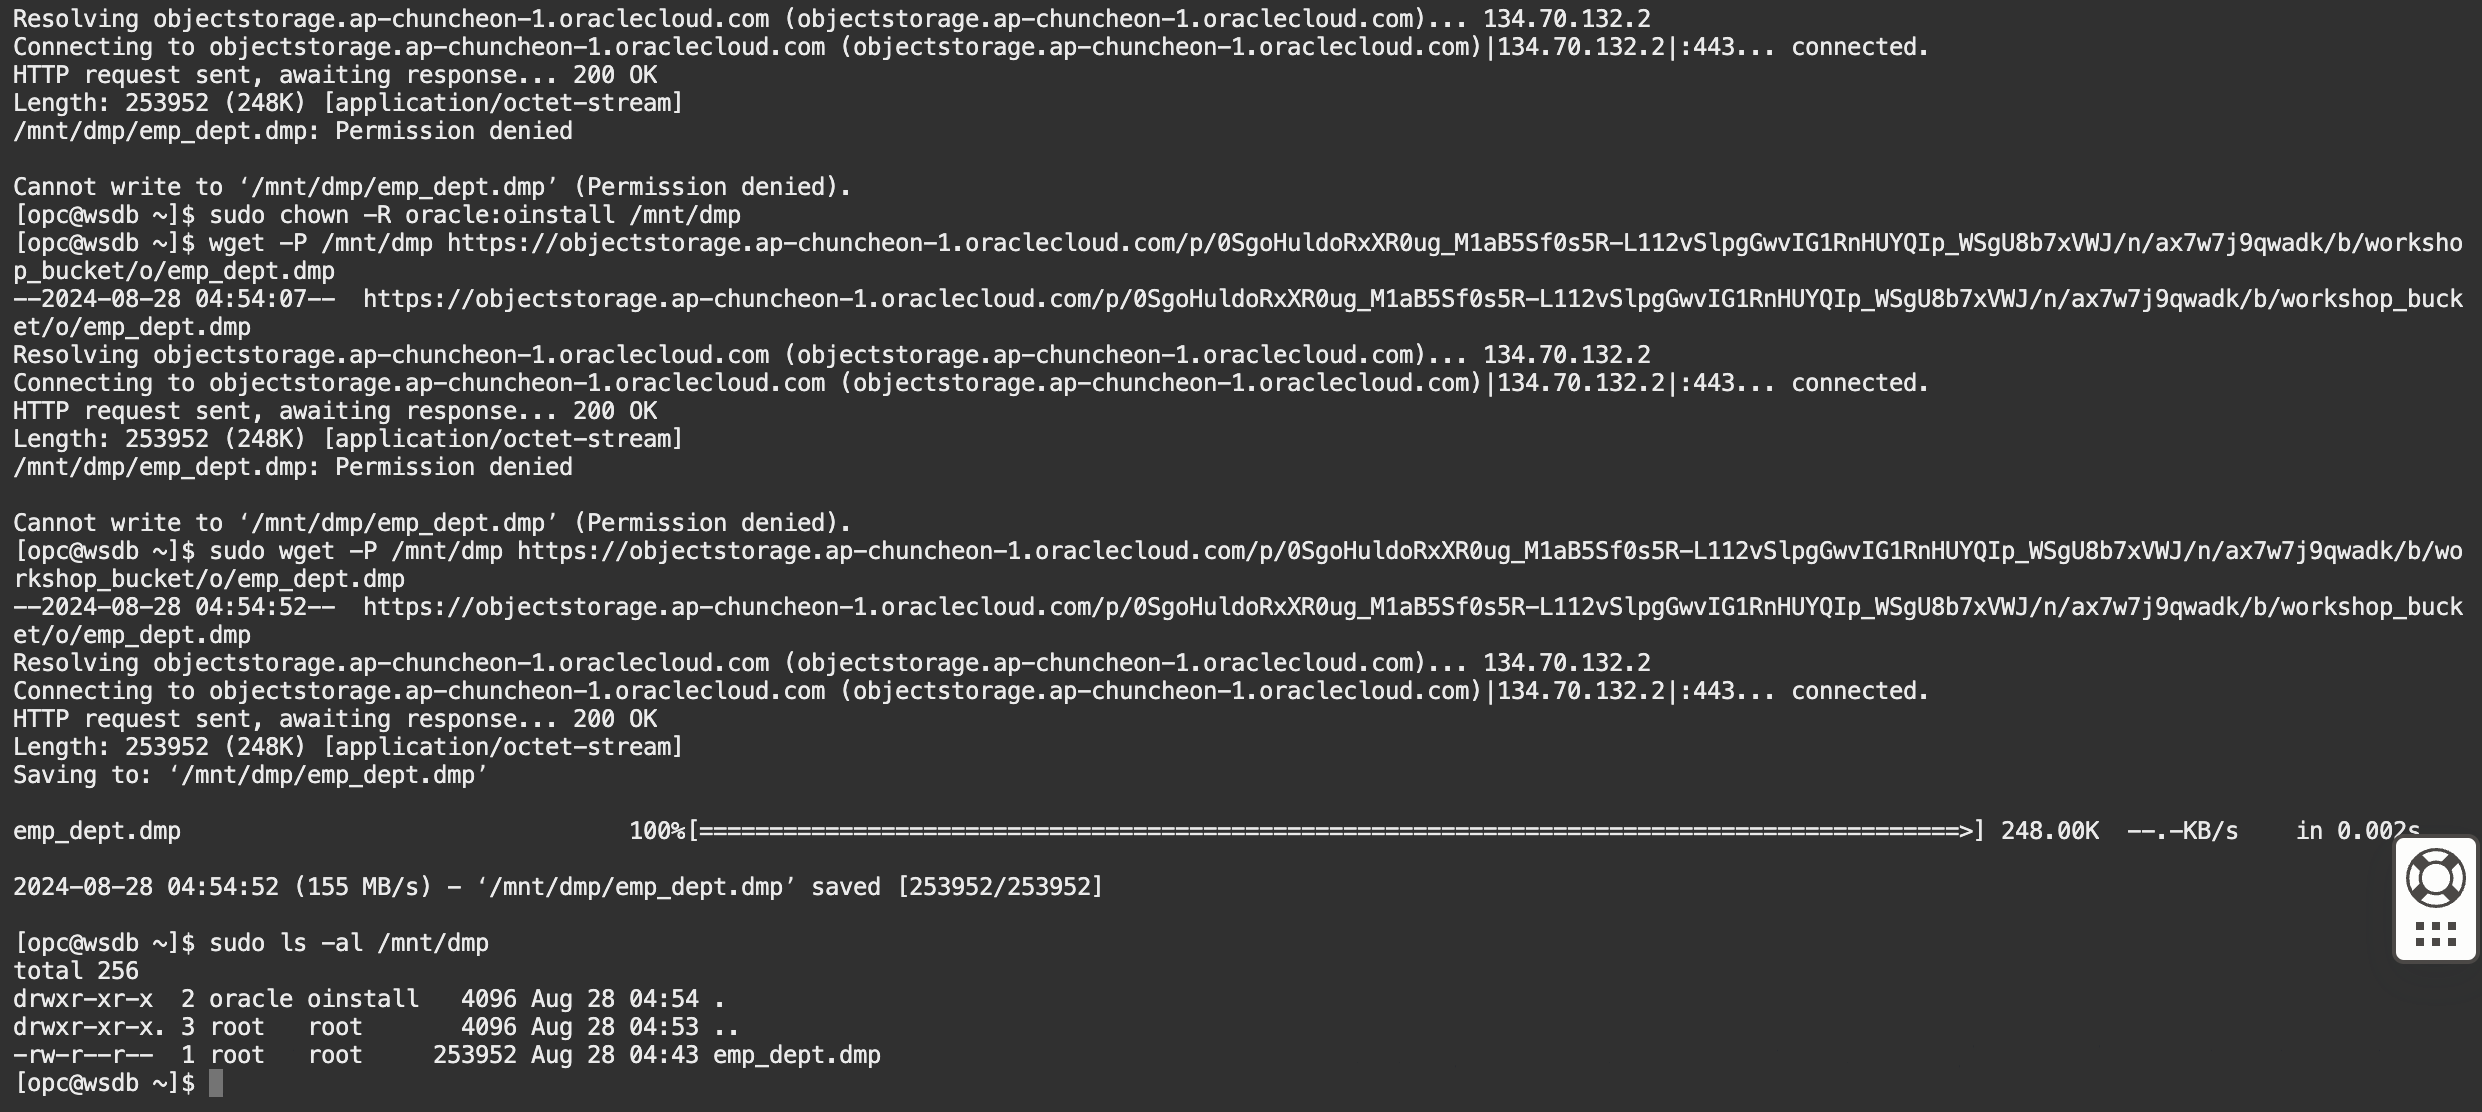 Resolving objectstorage.ap-chuncheon-1.oraclecloud.com (objectstorage.ap-chuncheon-1.oraclecloud.com)... 134.70.132.2
Connecting to objectstorage.ap-chuncheon-1.oraclecloud.com (objectstorage.ap-chuncheon-1.oraclecloud.com)|134.70.132.2|:443... connected.
HTTP request sent, awaiting response... 200 OK
Length: 253952 (248K) [application/octet-stream]
/mnt/dmp/emp_dept.dmp: Permission denied

Cannot write to ‘/mnt/dmp/emp_dept.dmp’ (Permission denied).
[opc@wsdb ~]$ sudo chown -R oracle:oinstall /mnt/dmp
[opc@wsdb ~]$ wget -P /mnt/dmp https://objectstorage.ap-chuncheon-1.oraclecloud.com/p/0SgoHuldoRxXR0ug_M1aB5Sf0s5R-L112vSlpgGwvIG1RnHUYQIp_WSgU8b7xVWJ/n/ax7w7j9qwadk/b/worksho
p_bucket/o/emp_dept.dmp
--2024-08-28 04:54:07--  https://objectstorage.ap-chuncheon-1.oraclecloud.com/p/0SgoHuldoRxXR0ug_M1aB5Sf0s5R-L112vSlpgGwvIG1RnHUYQIp_WSgU8b7xVWJ/n/ax7w7j9qwadk/b/workshop_buck
et/o/emp_dept.dmp
Resolving objectstorage.ap-chuncheon-1.oraclecloud.com (objectstorage.ap-chuncheon-1.oraclecloud.com)... 134.70.132.2
Connecting to objectstorage.ap-chuncheon-1.oraclecloud.com (objectstorage.ap-chuncheon-1.oraclecloud.com)|134.70.132.2|:443... connected.
HTTP request sent, awaiting response... 200 OK
Length: 253952 (248K) [application/octet-stream]
/mnt/dmp/emp_dept.dmp: Permission denied

Cannot write to ‘/mnt/dmp/emp_dept.dmp’ (Permission denied).
[opc@wsdb ~]$ sudo wget -P /mnt/dmp https://objectstorage.ap-chuncheon-1.oraclecloud.com/p/0SgoHuldoRxXR0ug_M1aB5Sf0s5R-L112vSlpgGwvIG1RnHUYQIp_WSgU8b7xVWJ/n/ax7w7j9qwadk/b/wo
rkshop_bucket/o/emp_dept.dmp
--2024-08-28 04:54:52--  https://objectstorage.ap-chuncheon-1.oraclecloud.com/p/0SgoHuldoRxXR0ug_M1aB5Sf0s5R-L112vSlpgGwvIG1RnHUYQIp_WSgU8b7xVWJ/n/ax7w7j9qwadk/b/workshop_buck
et/o/emp_dept.dmp
Resolving objectstorage.ap-chuncheon-1.oraclecloud.com (objectstorage.ap-chuncheon-1.oraclecloud.com)... 134.70.132.2
Connecting to objectstorage.ap-chuncheon-1.oraclecloud.com (objectstorage.ap-chuncheon-1.oraclecloud.com)|134.70.132.2|:443... connected.
HTTP request sent, awaiting response... 200 OK
Length: 253952 (248K) [application/octet-stream]
Saving to: ‘/mnt/dmp/emp_dept.dmp’

emp_dept.dmp                                100%[==========================================================================================>] 248.00K  --.-KB/s    in 0.002s

2024-08-28 04:54:52 (155 MB/s) - ‘/mnt/dmp/emp_dept.dmp’ saved [253952/253952]

[opc@wsdb ~]$ sudo ls -al /mnt/dmp
total 256
drwxr-xr-x  2 oracle oinstall   4096 Aug 28 04:54 .
drwxr-xr-x. 3 root   root       4096 Aug 28 04:53 ..
-rw-r--r--  1 root   root     253952 Aug 28 04:43 emp_dept.dmp
[opc@wsdb ~]$